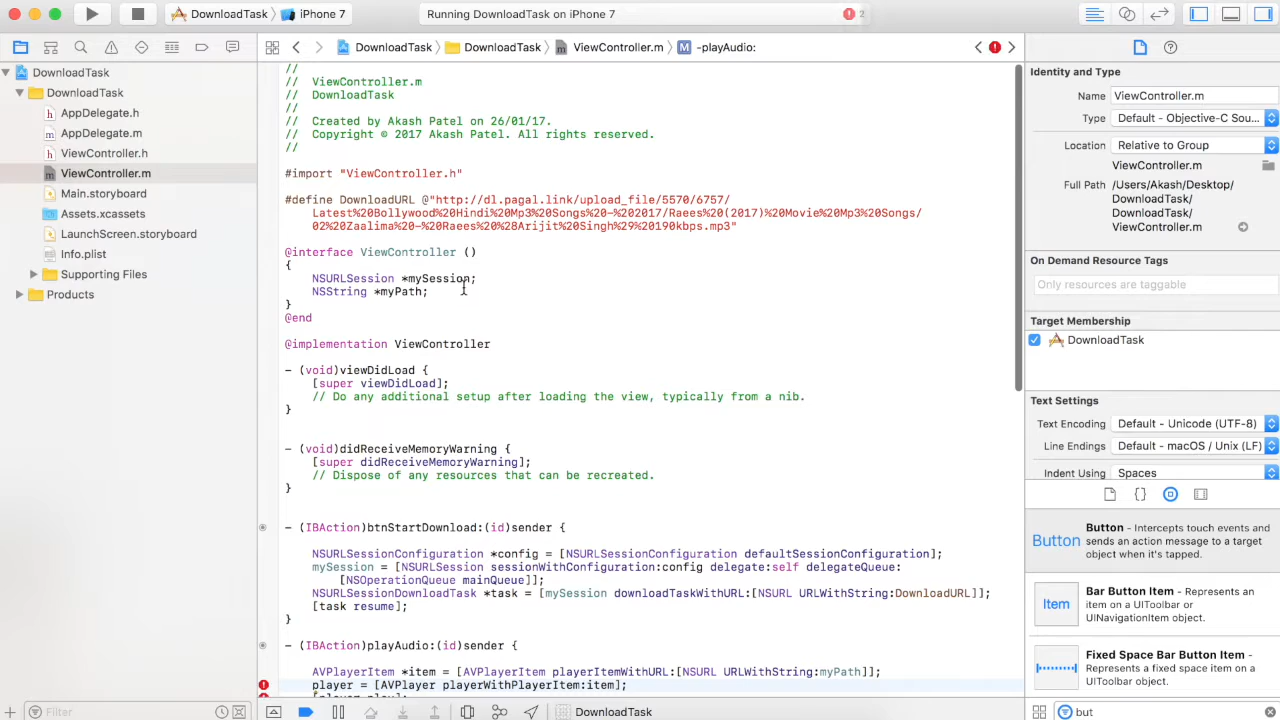 DownloadTask iPhone 7
Running DownloadTask on iPhone 7
2
DownloadTask DownloadTask ViewController.m M -playAudio:
DownloadTask
DownloadTask
h AppDelegate.h
m AppDelegate.m
h ViewController.h
m ViewController.m
Main.storyboard
Assets.xcassets
LaunchScreen.storyboard
Info.plist
Supporting Files
Products
Filter
//
// ViewController.m
// DownloadTask
//
// Created by Akash Patel on 26/01/17.
// Copyright © 2017 Akash Patel. All rights reserved.
//
#import "ViewController.h"
#define DownloadURL @"http://dl.pagal.link/upload_file/5570/6757/
Latest%20Bollywood%20Hindi%20Mp3%20Songs%20-%202017/Raees%20(2017)%20Movie%20Mp3%20Songs/
02%20Zaalima%20-%20Raees%20%28Arijit%20Singh%29%20190kbps.mp3"
@interface ViewController ()
{
NSURLSession *mySession;
NSString *myPath;
}
@end
@implementation ViewController
- (void)viewDidLoad {
[super viewDidLoad];
// Do any additional setup after loading the view, typically from a nib.
}
- (void)didReceiveMemoryWarning {
[super didReceiveMemoryWarning];
// Dispose of any resources that can be recreated.
}
- (IBAction)btnStartDownload:(id)sender {
NSURLSessionConfiguration *config = [NSURLSessionConfiguration defaultSessionConfiguration];
mySession = [NSURLSession sessionWithConfiguration:config delegate:self delegateQueue:
[NSOperationQueue mainQueue]];
NSURLSessionDownloadTask *task = [mySession downloadTaskWithURL:[NSURL URLWithString:DownloadURL]];
[task resume];
}
- (IBAction)playAudio:(id)sender {
AVPlayerItem *item = [AVPlayerItem playerItemWithURL:[NSURL URLWithString:myPath]];
player = [AVPlayer playerWithPlayerItem:item];
DownloadTask
Identity and Type
Name ViewController.m
Type Default - Objective-C Sou...
Location Relative to Group
ViewController.m
Full Path /Users/Akash/Desktop/
DownloadTask/
DownloadTask/
ViewController.m
On Demand Resource Tags
Only resources are taggable
Target Membership
DownloadTask
Text Settings
Text Encoding Default - Unicode (UTF-8)
Line Endings Default - macOS / Unix (LF)
Indent Using Spaces
{}
Button Button - Intercepts touch events and
sends an action message to a target
object when it's tapped.
Item Bar Button Item - Represents an
item on a UIToolbar or
UINavigationItem object.
Fixed Space Bar Button Item -
Represents a fixed space item on a
UIToolbar object.
but